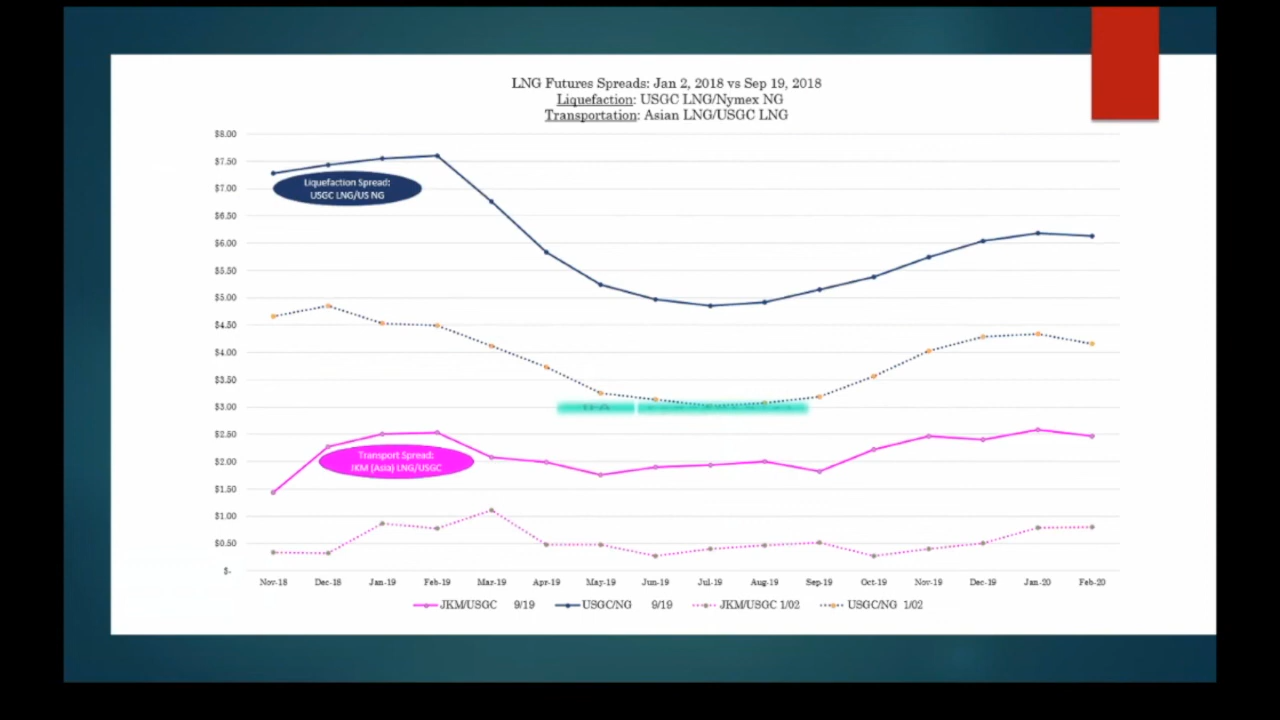 LNG Futures Spreads: Jan 2, 2018 vs Sep 19, 2018
Liquefaction: USGC LNG/Nymex NG
Transportation: Asian LNG/USGC LNG
$8.00
$7.50
$7.00
$6.50
$6.00
$5.50
$5.00
$4.50
$4.00
$3.50
$3.00
$2.50
$2.00
$1.50
$1.00
$0.50
$-
Liquefaction Spread:
USGC LNG/US NG
Transport Spread:
JKM (Asia) LNG/USGC
Nov-18 Dec-18 Jan-19 Feb-19 Mar-19 Apr-19 May-19 Jun-19 Jul-19 Aug-19 Sep-19 Oct-19 Nov-19 Dec-19 Jan-20 Feb-20
JKM/USGC 9/19 USGC/NG 9/19 JKM/USGC 1/02 USGC/NG 1/02